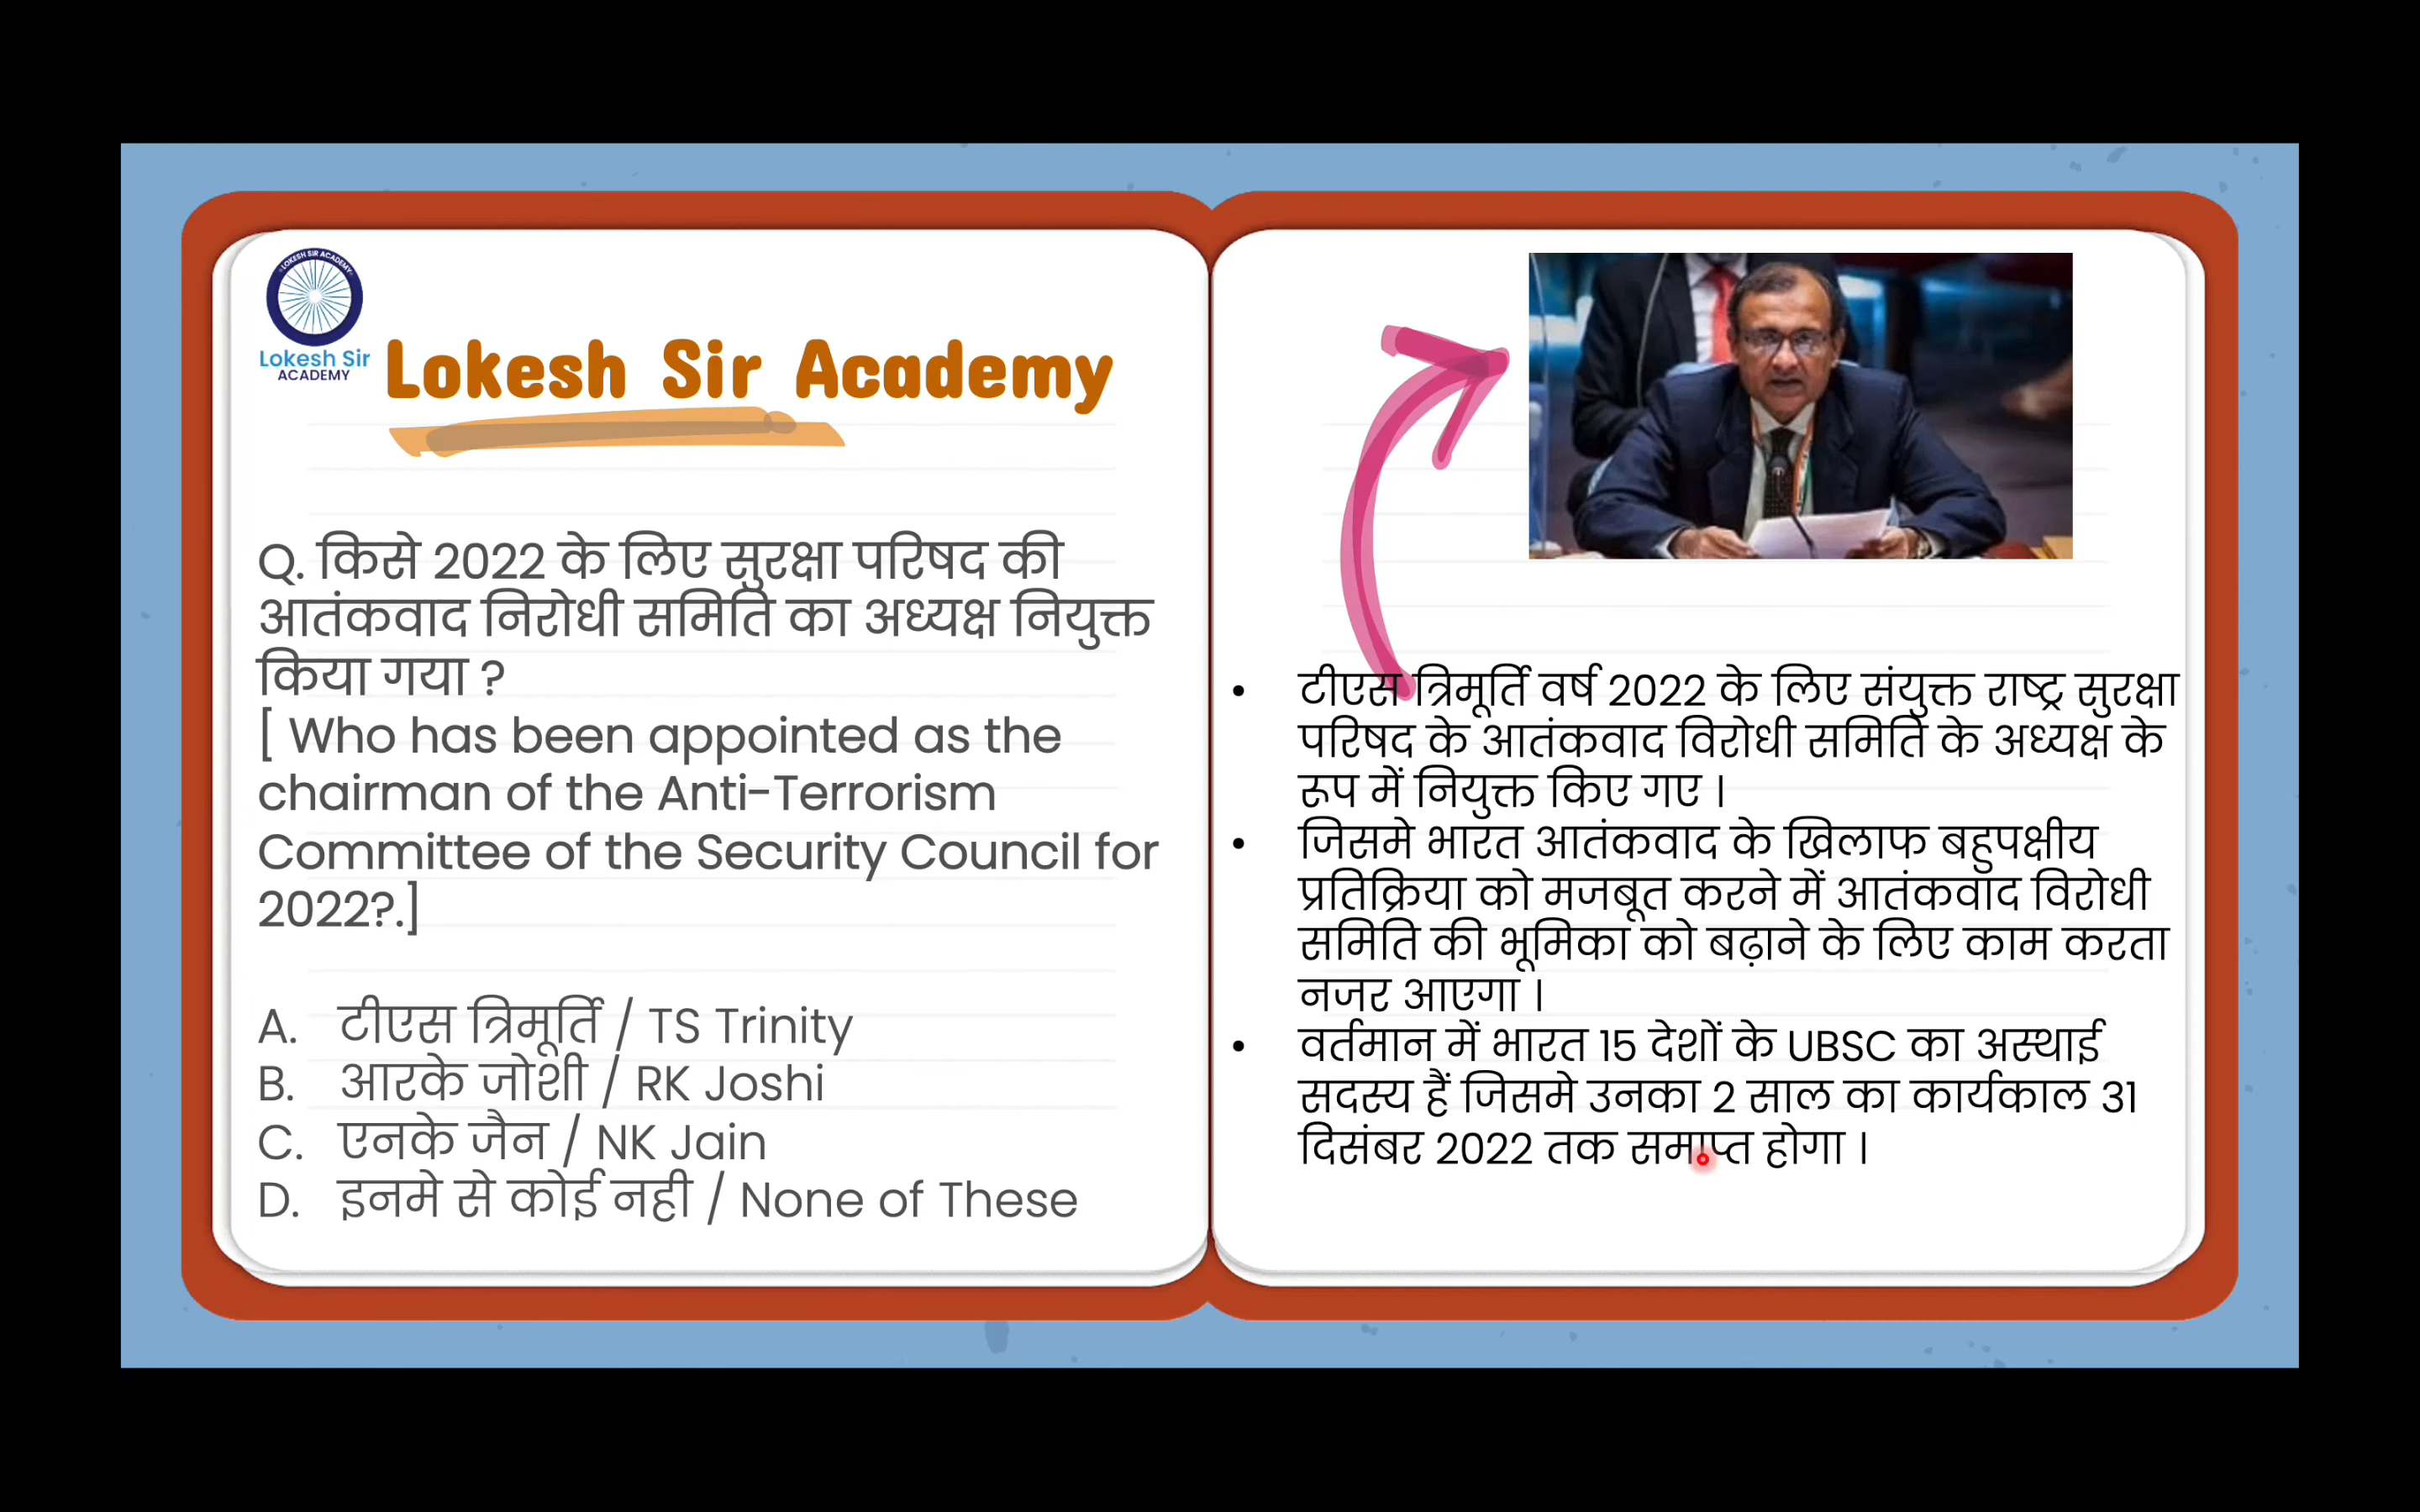 LOKESH SIR ACADEMY
Lokesh Sir
ACADEMY
Lokesh Sir Academy
Q. किसे 2022 के लिए सुरक्षा परिषद की
आतंकवाद निरोधी समिति का अध्यक्ष नियुक्त
किया गया ?
[ Who has been appointed as the
chairman of the Anti-Terrorism
Committee of the Security Council for
2022?.]
A. टीएस त्रिमूर्ति / TS Trinity
B. आरके जोशी / RK Joshi
C. एनके जैन / NK Jain
D. इनमे से कोई नही / None of These
• टीएस त्रिमूर्ति वर्ष 2022 के लिए संयुक्त राष्ट्र सुरक्षा
परिषद के आतंकवाद विरोधी समिति के अध्यक्ष के
रूप में नियुक्त किए गए ।
• जिसमे भारत आतंकवाद के खिलाफ बहुपक्षीय
प्रतिक्रिया को मजबूत करने में आतंकवाद विरोधी
समिति की भूमिका को बढ़ाने के लिए काम करता
नजर आएगा ।
• वर्तमान में भारत 15 देशों के UBSC का अस्थाई
सदस्य हैं जिसमे उनका 2 साल का कार्यकाल 31
दिसंबर 2022 तक समाप्त होगा ।